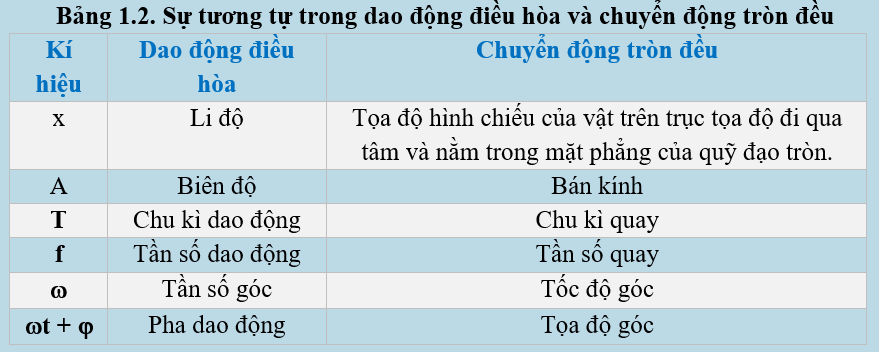 Bảng 1.2. Sự tương tự trong dao động điều hòa và chuyển động tròn đều
Kí hiệu
Dao động điều hòa
Chuyển động tròn đều
x
Li độ
Tọa độ hình chiếu của vật trên trục tọa độ đi qua
tâm và nằm trong mặt phẳng của quỹ đạo tròn.
A
Biên độ
Bán kính
T
Chu kì dao động
Chu kì quay
f
Tần số dao động
Tần số quay
ω
Tần số góc
Tốc độ góc
ωt + φ
Pha dao động
Tọa độ góc